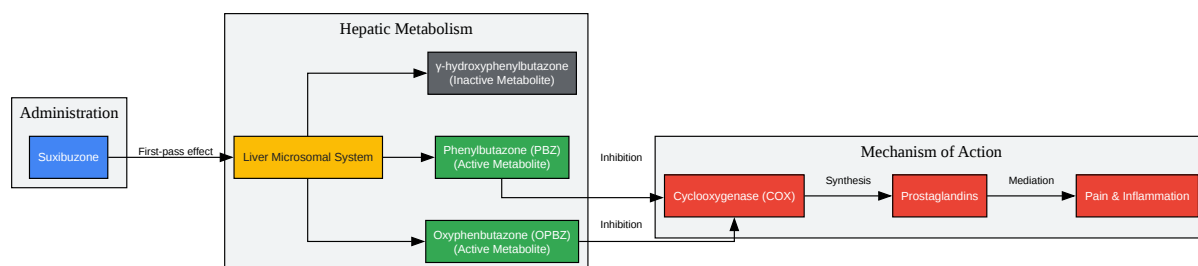 Administration
Suxibuzone
First-pass effect
Hepatic Metabolism
Liver Microsomal System
γ-hydroxyphenylbutazone
(Inactive Metabolite)
Phenylbutazone (PBZ)
(Active Metabolite)
Oxyphenbutazone (OPBZ)
(Active Metabolite)
Inhibition
Inhibition
Mechanism of Action
Cyclooxygenase (COX)
Synthesis
Prostaglandins
Mediation
Pain & Inflammation